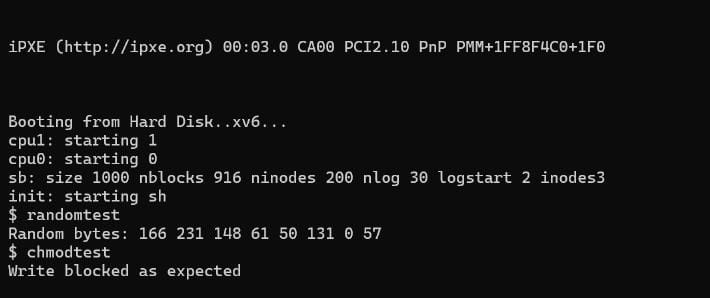 iPXE (http://ipxe.org) 00:03.0 CA00 PCI2.10 PnP PMM+1FF8F4C0+1F0
Booting from Hard Disk..xv6...
cpu1: starting 1
cpu0: starting 0
sb: size 1000 nblocks 916 ninodes 200 nlog 30 logstart 2 inodes3
init: starting sh
$ randomtest
Random bytes: 166 231 148 61 50 131 0 57
$ chmodtest
Write blocked as expected